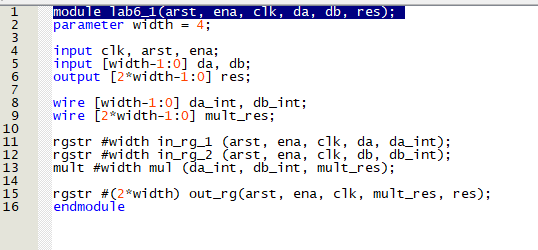 1 module lab6_1(arst, ena, clk, da, db, res);
2 parameter width = 4;
3
4 input clk, arst, ena;
5 input [width-1:0] da, db;
6 output [2*width-1:0] res;
7
8 wire [width-1:0] da_int, db_int;
9 wire [2*width-1:0] mult_res;
10
11 rgstr #width in_rg_1 (arst, ena, clk, da, da_int);
12 rgstr #width in_rg_2 (arst, ena, clk, db, db_int);
13 mult #width mul (da_int, db_int, mult_res);
14
15 rgstr #(2*width) out_rg(arst, ena, clk, mult_res, res);
16 endmodule